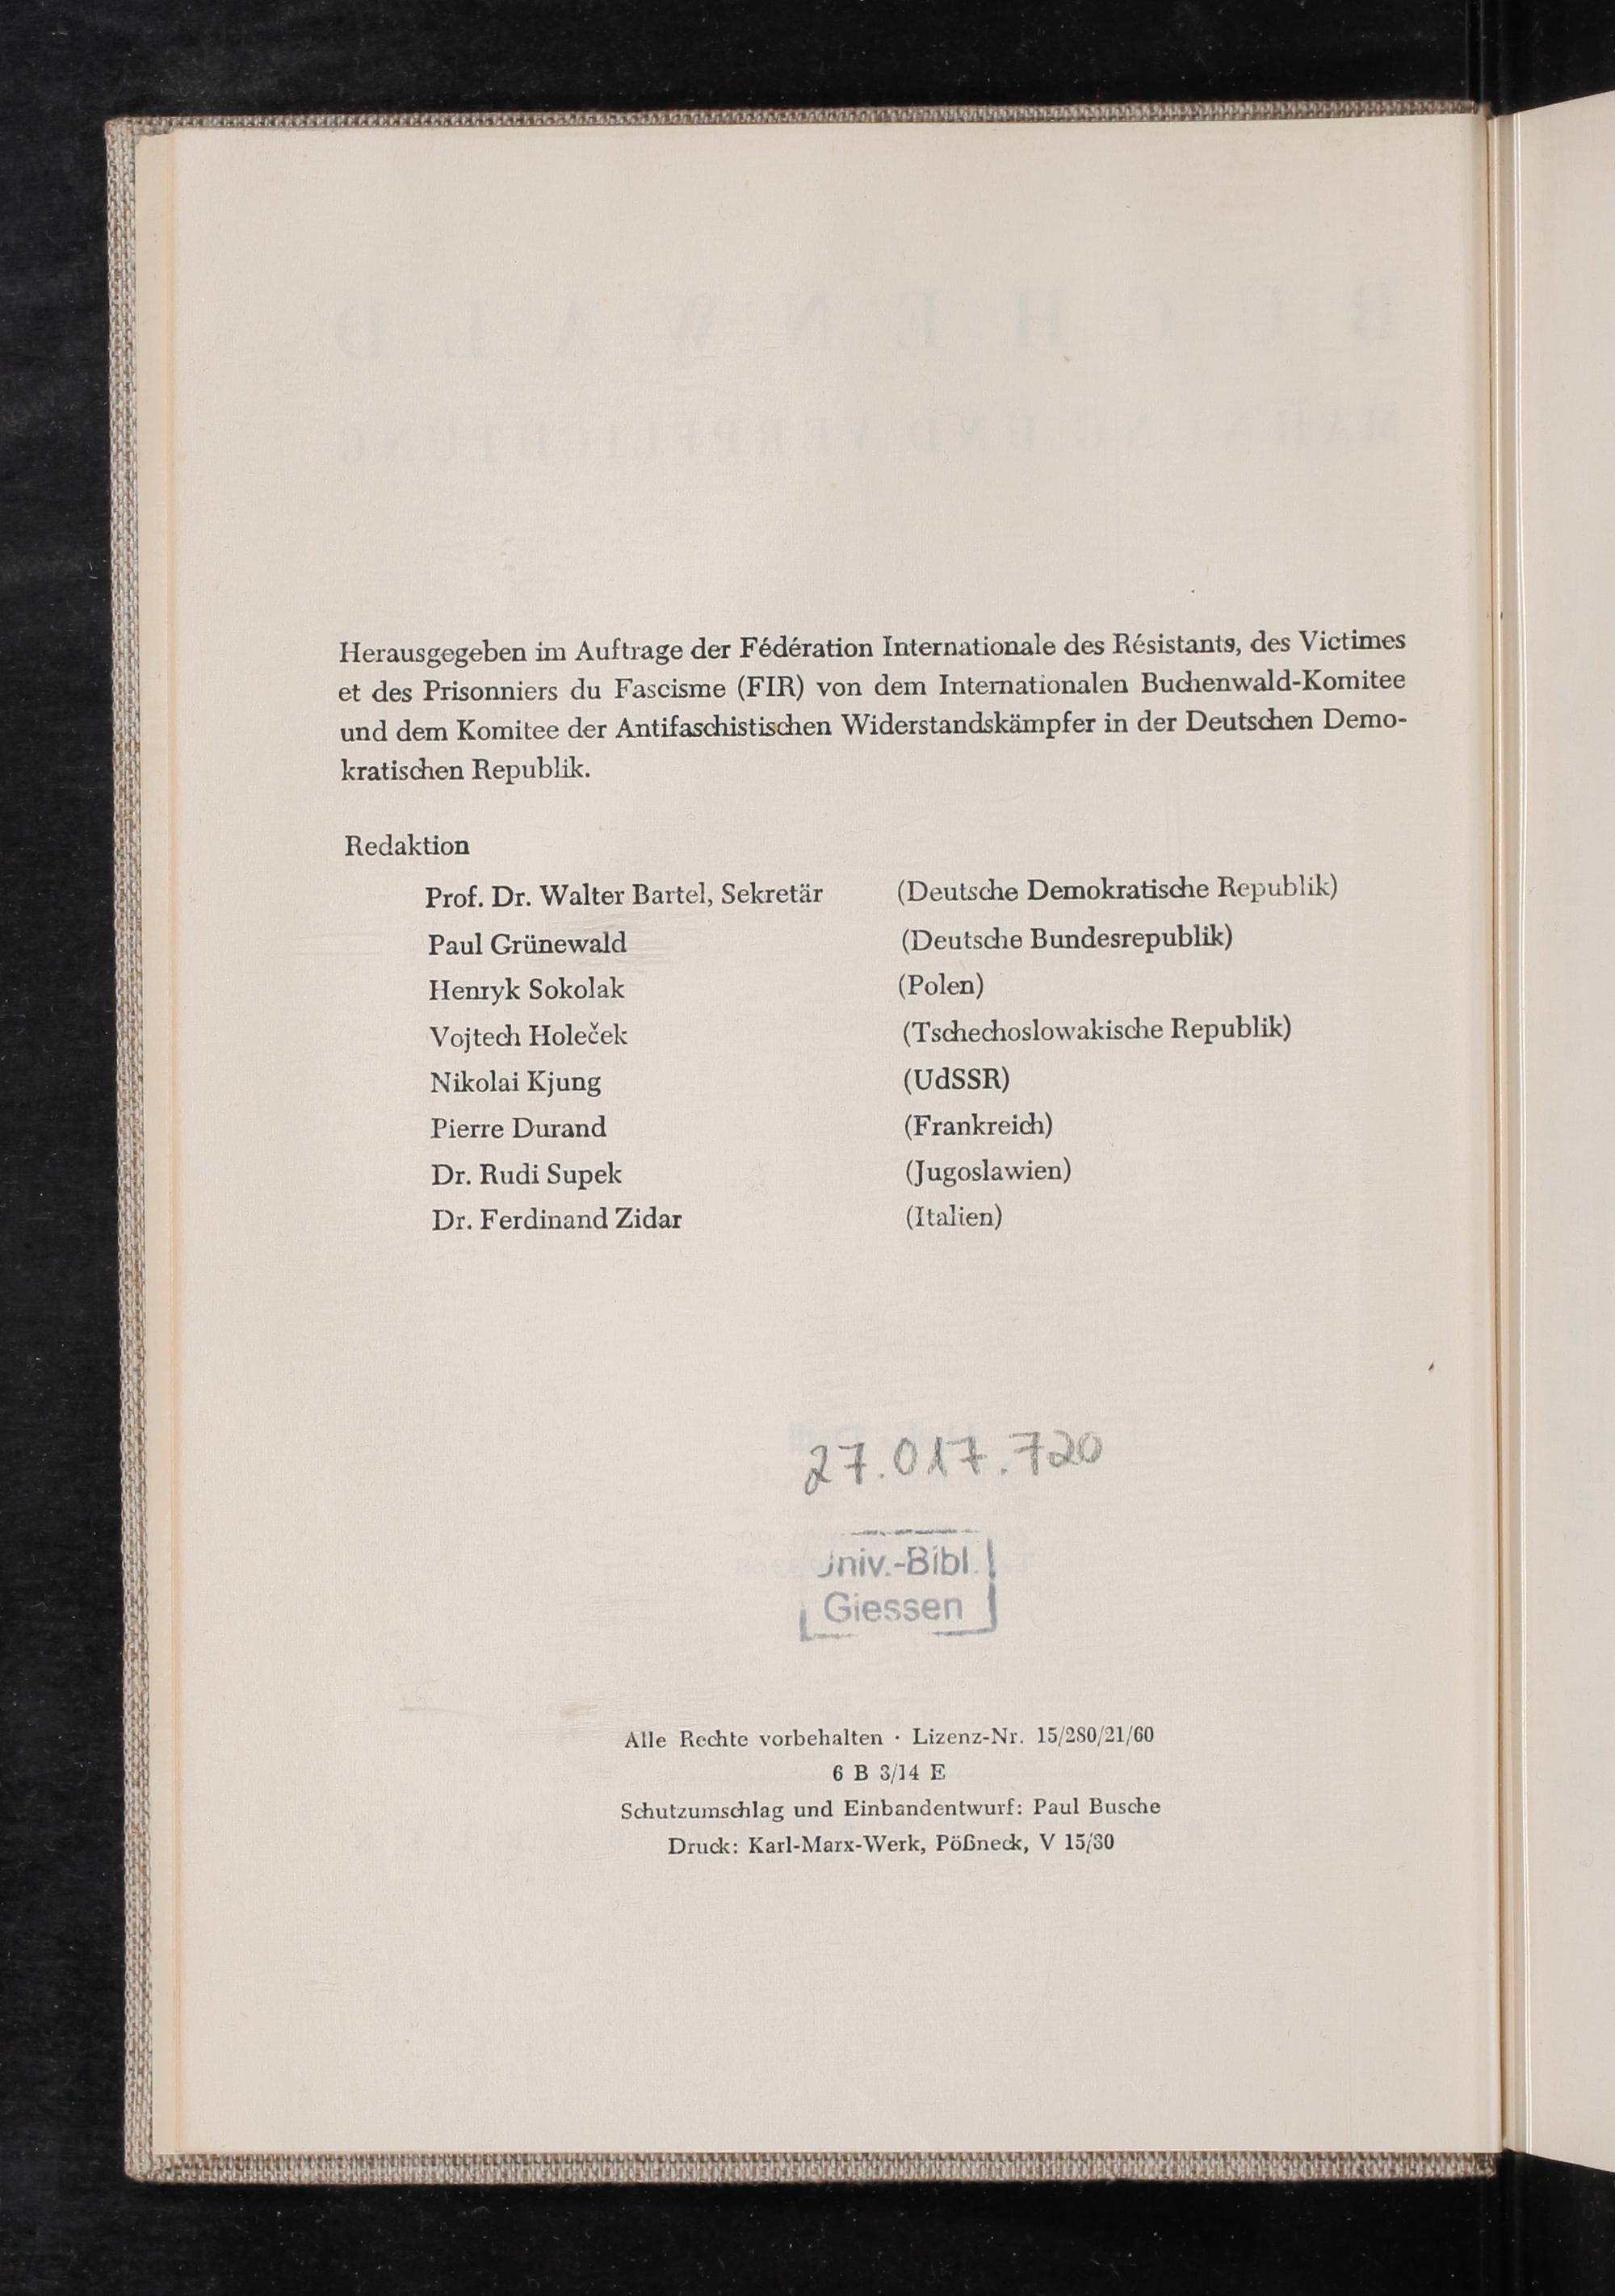 BUCHENWALD
MAHNUNG UND VERPFLICHTUNG
Herausgegeben im Auftrage der Fédération Internationale des Résistants, des Victimes
et des Prisonniers du Fascisme (FIR) von dem Internationalen Buchenwald-Komitee
und dem Komitee der Antifaschistischen Widerstandskämpfer in der Deutschen Demo-
kratischen Republik.
Redaktion
Prof. Dr. Walter Bartel, Sekretär (Deutsche Demokratische Republik)
Paul Grünewald (Deutsche Bundesrepublik)
Henryk Sokolak (Polen)
Vojtech Holeček (Tschechoslowakische Republik)
Nikolai Kjung (UdSSR)
Pierre Durand (Frankreich)
Dr. Rudi Supek (Jugoslawien)
Dr. Ferdinand Zidar (Italien)
27.017.720
Univ.-Bibl.
Giessen
Alle Rechte vorbehalten · Lizenz-Nr. 15/280/21/60
6 B 3/14 E
Schutzumschlag und Einbandentwurf: Paul Busche
Druck: Karl-Marx-Werk, Pößneck, V 15/30